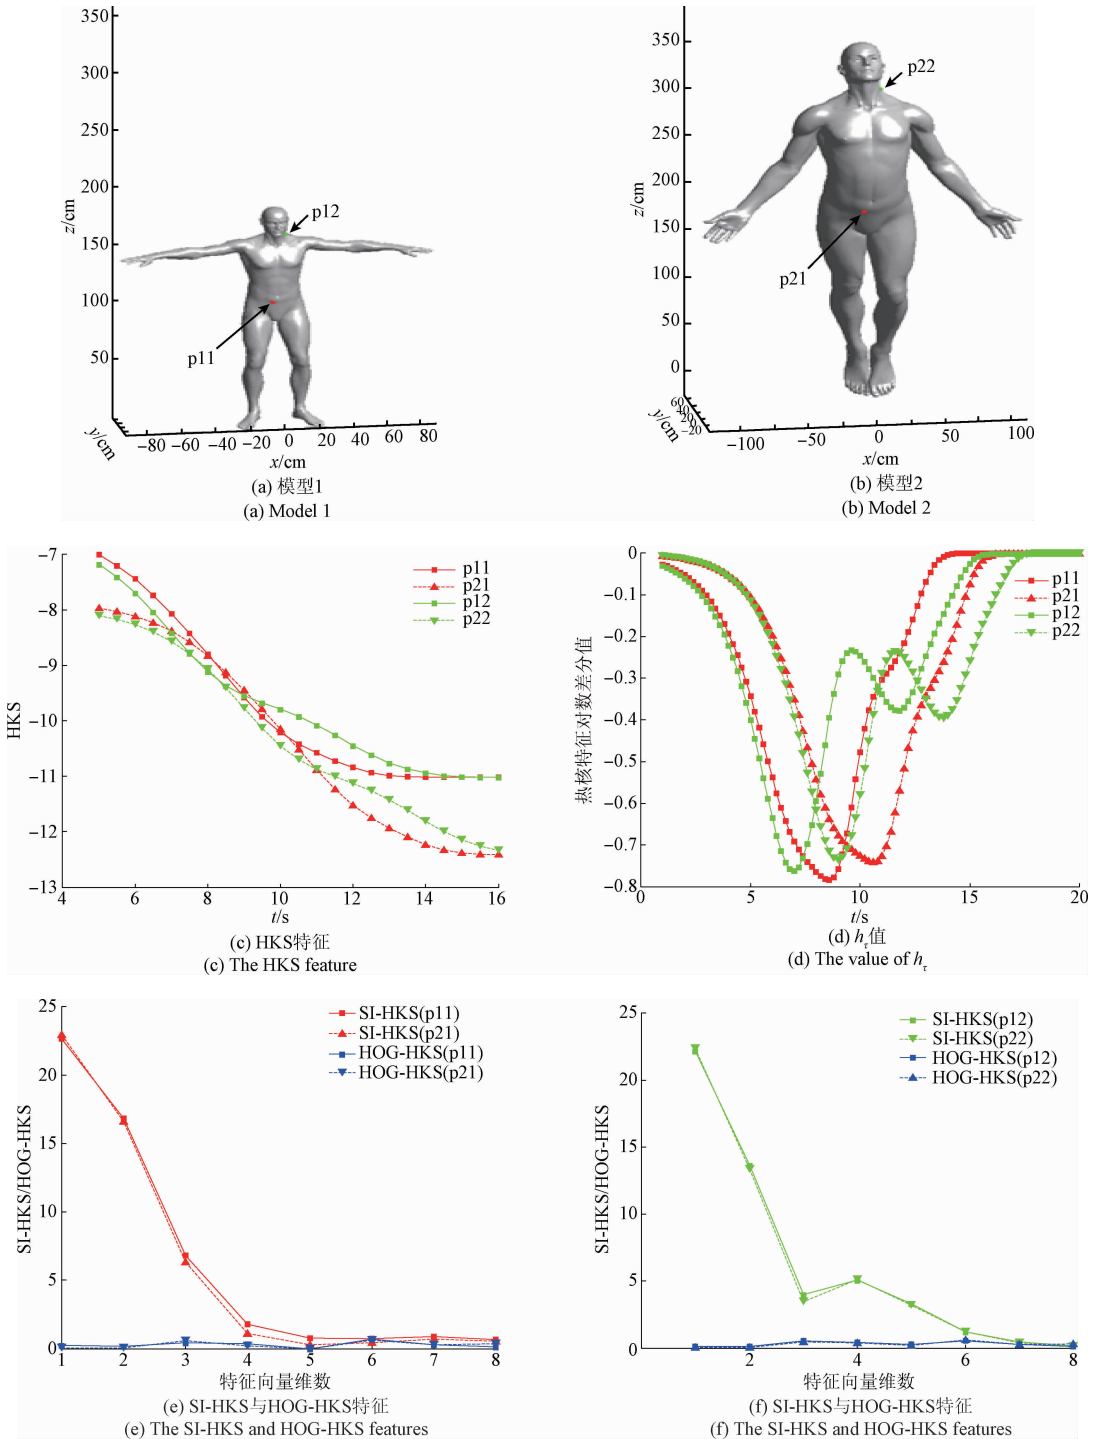 350
300
250
200
150
100
50
z/cm
p12
p11
y/cm
−80 −60 −40 −20 0 20 40 60 80
x/cm
(a) 模型1
(a) Model 1
350
300
250
200
150
300
50
0
z/cm
p22
p21
60
40
20
−20
y/cm
−100 −50 0 50 100
x/cm
(b) 模型2
(b) Model 2
−7
−8
−9
−10
−11
−12
−13
HKS
p11
p21
p12
p22
4 6 8 10 12 14 16
t/s
(c) HKS特征
(c) The HKS feature
0
−0.1
−0.2
−0.3
−0.4
−0.5
−0.6
−0.7
−0.8
热核特征对数差分值
p11
p21
p12
p22
0 5 10 15 20
t/s
(d) hτ值
(d) The value of hτ
25
20
15
10
5
0
SI-HKS/HOG-HKS
SI-HKS(p11)
SI-HKS(p21)
HOG-HKS(p11)
HOG-HKS(p21)
1 2 3 4 5 6 7 8
特征向量维数
(e) SI-HKS与HOG-HKS特征
(e) The SI-HKS and HOG-HKS features
25
20
15
10
5
0
SI-HKS/HOG-HKS
SI-HKS(p12)
SI-HKS(p22)
HOG-HKS(p12)
HOG-HKS(p22)
2 4 6 8
特征向量维数
(f) SI-HKS与HOG-HKS特征
(f) The SI-HKS and HOG-HKS features